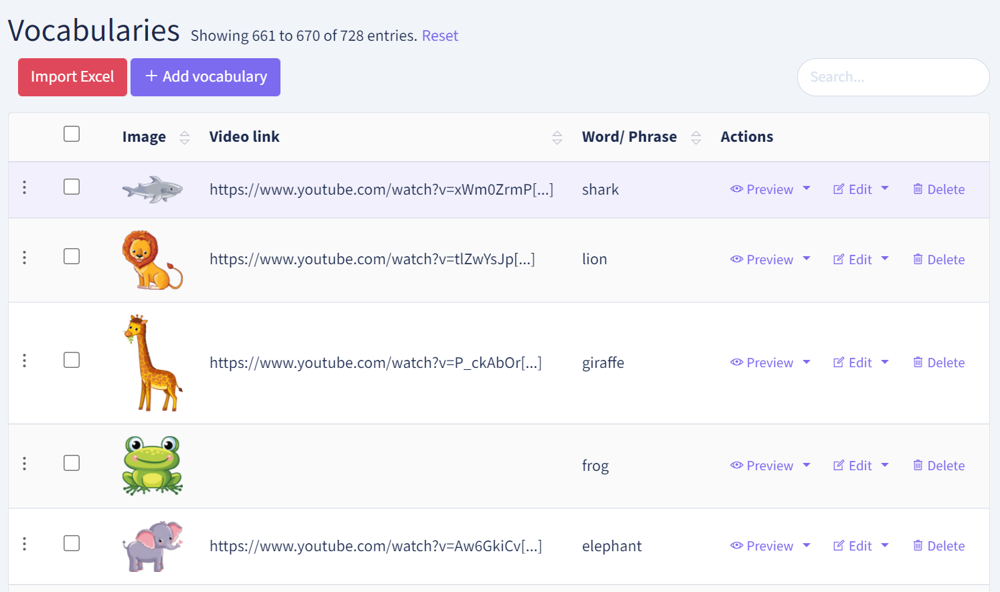 Vocabularies Showing 661 to 670 of 728 entries. Reset
Import Excel + Add vocabulary Search...
Image Video link Word/ Phrase Actions
https://www.youtube.com/watch?v=xWm0ZrmP[...] shark Preview Edit Delete
https://www.youtube.com/watch?v=tlZwYsJp[...] lion Preview Edit Delete
https://www.youtube.com/watch?v=P_ckAbOr[...] giraffe Preview Edit Delete
frog Preview Edit Delete
https://www.youtube.com/watch?v=Aw6GkiCv[...] elephant Preview Edit Delete